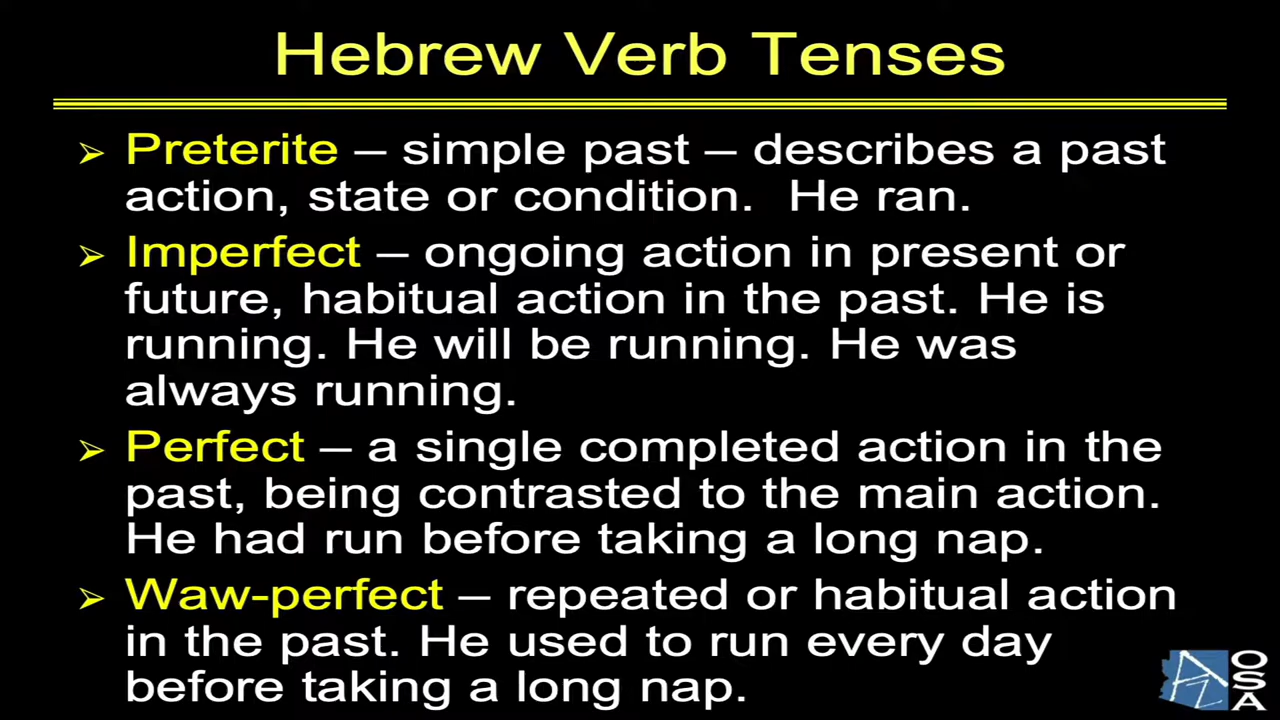 Hebrew Verb Tenses
➢ Preterite – simple past – describes a past
action, state or condition.  He ran.
➢ Imperfect – ongoing action in present or
future, habitual action in the past. He is
running. He will be running. He was
always running.
➢ Perfect – a single completed action in the
past, being contrasted to the main action.
He had run before taking a long nap.
➢ Waw-perfect – repeated or habitual action
in the past. He used to run every day
before taking a long nap.
AZ
OSA